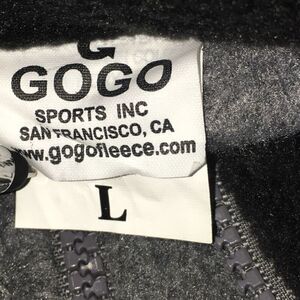 G
GOGO
SPORTS INC
SAN FRANCISCO, CA
www.gogofleece.com
L